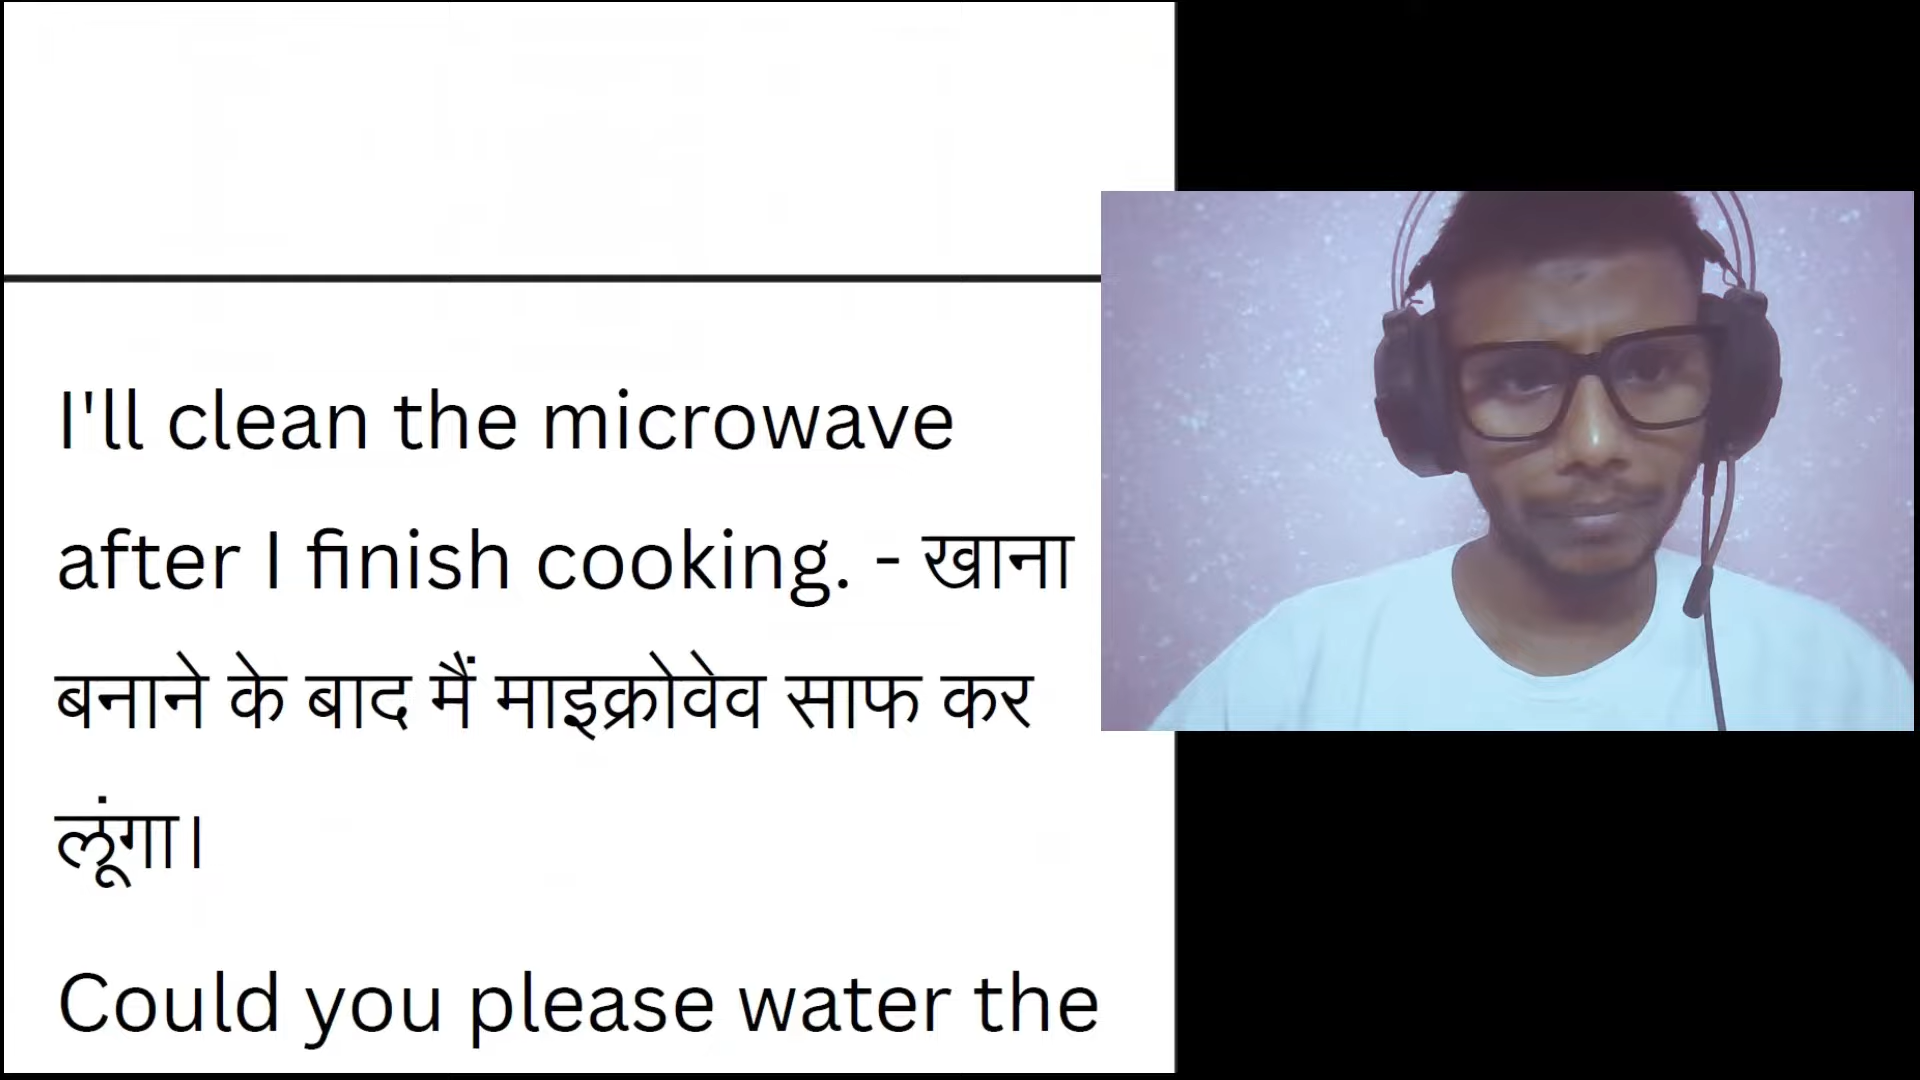 I'll clean the microwave
after I finish cooking. - खाना
बनाने के बाद मैं माइक्रोवेव साफ कर
लूंगा।
Could you please water the